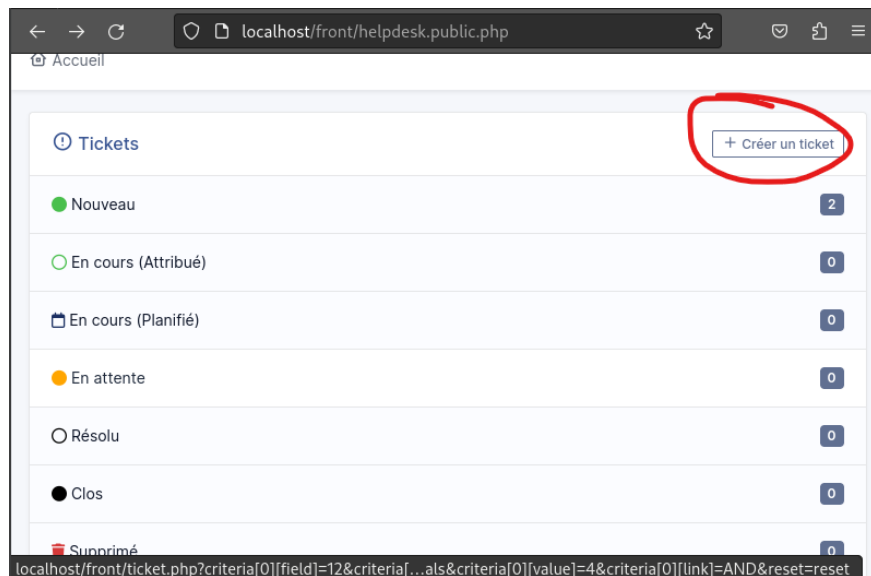 localhost/front/helpdesk.public.php
Accueil
Tickets
+ Créer un ticket
Nouveau 2
En cours (Attribué) 0
En cours (Planifié) 0
En attente 0
Résolu 0
Clos 0
Supprimé 0
localhost/front/ticket.php?criteria[0][field]=12&criteria[...als&criteria[0][value]=4&criteria[0][link]=AND&reset=reset